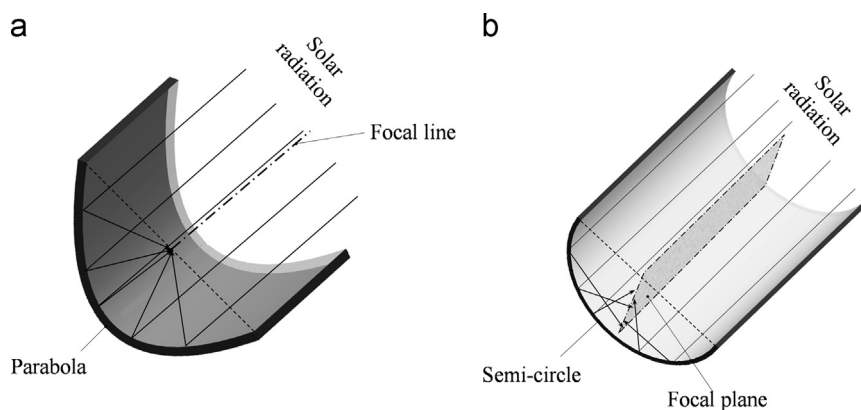 a
Solar
radiation
Focal line
Parabola
b
Solar
radiation
Semi-circle
Focal plane